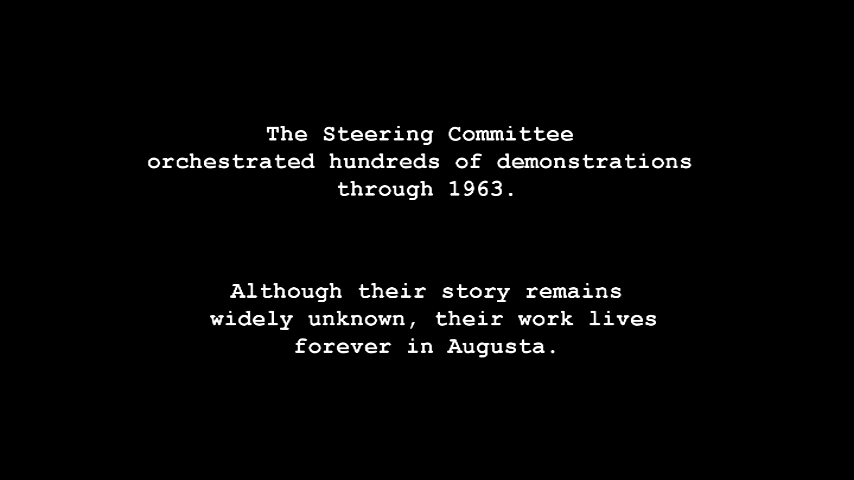 The Steering Committee
orchestrated hundreds of demonstrations
through 1963.
Although their story remains
widely unknown, their work lives
forever in Augusta.